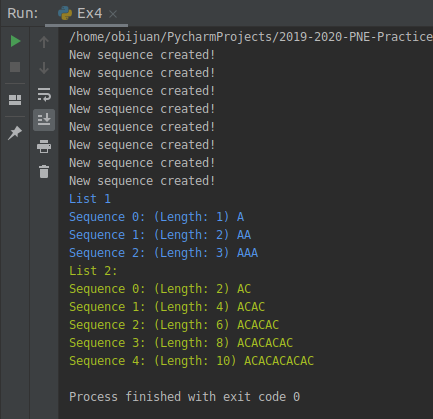 Run: Ex4
/home/obijuan/PycharmProjects/2019-2020-PNE-Practice
New sequence created!
New sequence created!
New sequence created!
New sequence created!
New sequence created!
New sequence created!
New sequence created!
New sequence created!
List 1
Sequence 0: (Length: 1) A
Sequence 1: (Length: 2) AA
Sequence 2: (Length: 3) AAA
List 2:
Sequence 0: (Length: 2) AC
Sequence 1: (Length: 4) ACAC
Sequence 2: (Length: 6) ACACAC
Sequence 3: (Length: 8) ACACACAC
Sequence 4: (Length: 10) ACACACACAC
Process finished with exit code 0